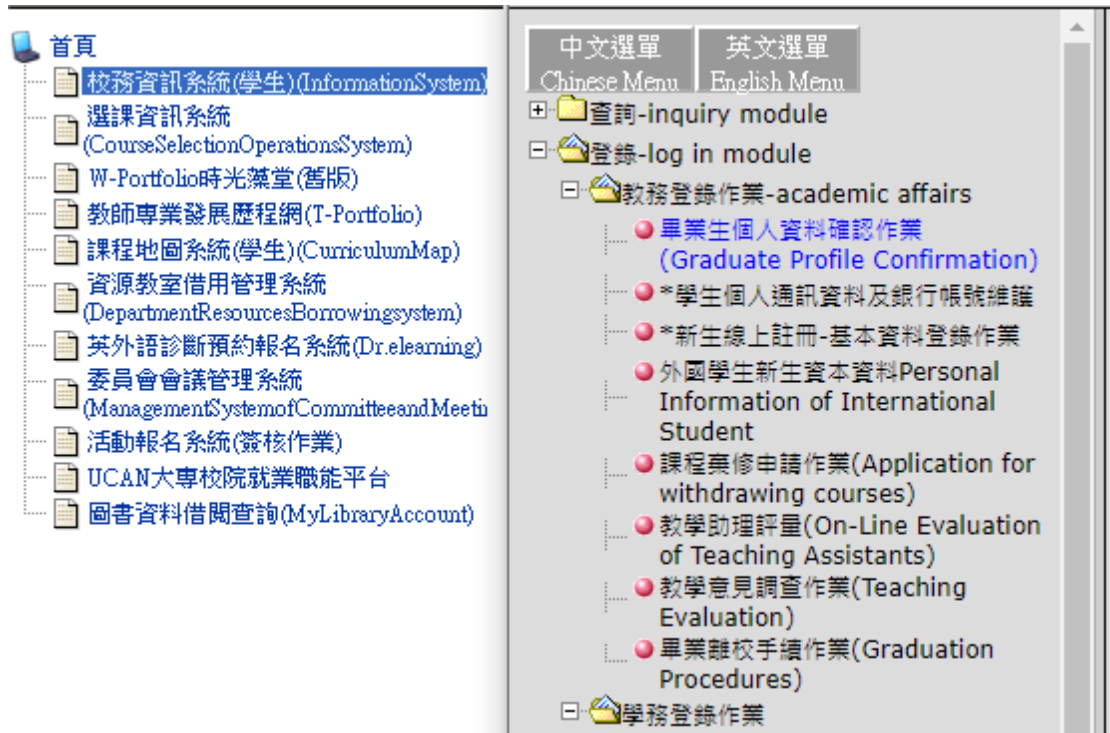 首頁
校務資訊系統(學生)(InformationSystem)
選課資訊系統
(CourseSelectionOperationsSystem)
W-Portfolio時光藻堂(舊版)
教師專業發展歷程網(T-Portfolio)
課程地圖系統(學生)(CurriculumMap)
資源教室借用管理系統
(DepartmentResourcesBorrowingsystem)
英外語診斷預約報名系統(Dr.elearning)
委員會會議管理系統
(ManagementSystemofCommitteeandMeetin
活動報名系統(簽核作業)
UCAN大專校院就業職能平台
圖書資料借閱查詢(MyLibraryAccount)
中文選單
Chinese Menu
英文選單
English Menu
查詢-inquiry module
登錄-log in module
教務登錄作業-academic affairs
畢業生個人資料確認作業
(Graduate Profile Confirmation)
*學生個人通訊資料及銀行帳號維護
*新生線上註冊-基本資料登錄作業
外國學生新生資本資料Personal
Information of International
Student
課程棄修申請作業(Application for
withdrawing courses)
教學助理評量(On-Line Evaluation
of Teaching Assistants)
教學意見調查作業(Teaching
Evaluation)
畢業離校手續作業(Graduation
Procedures)
學務登錄作業